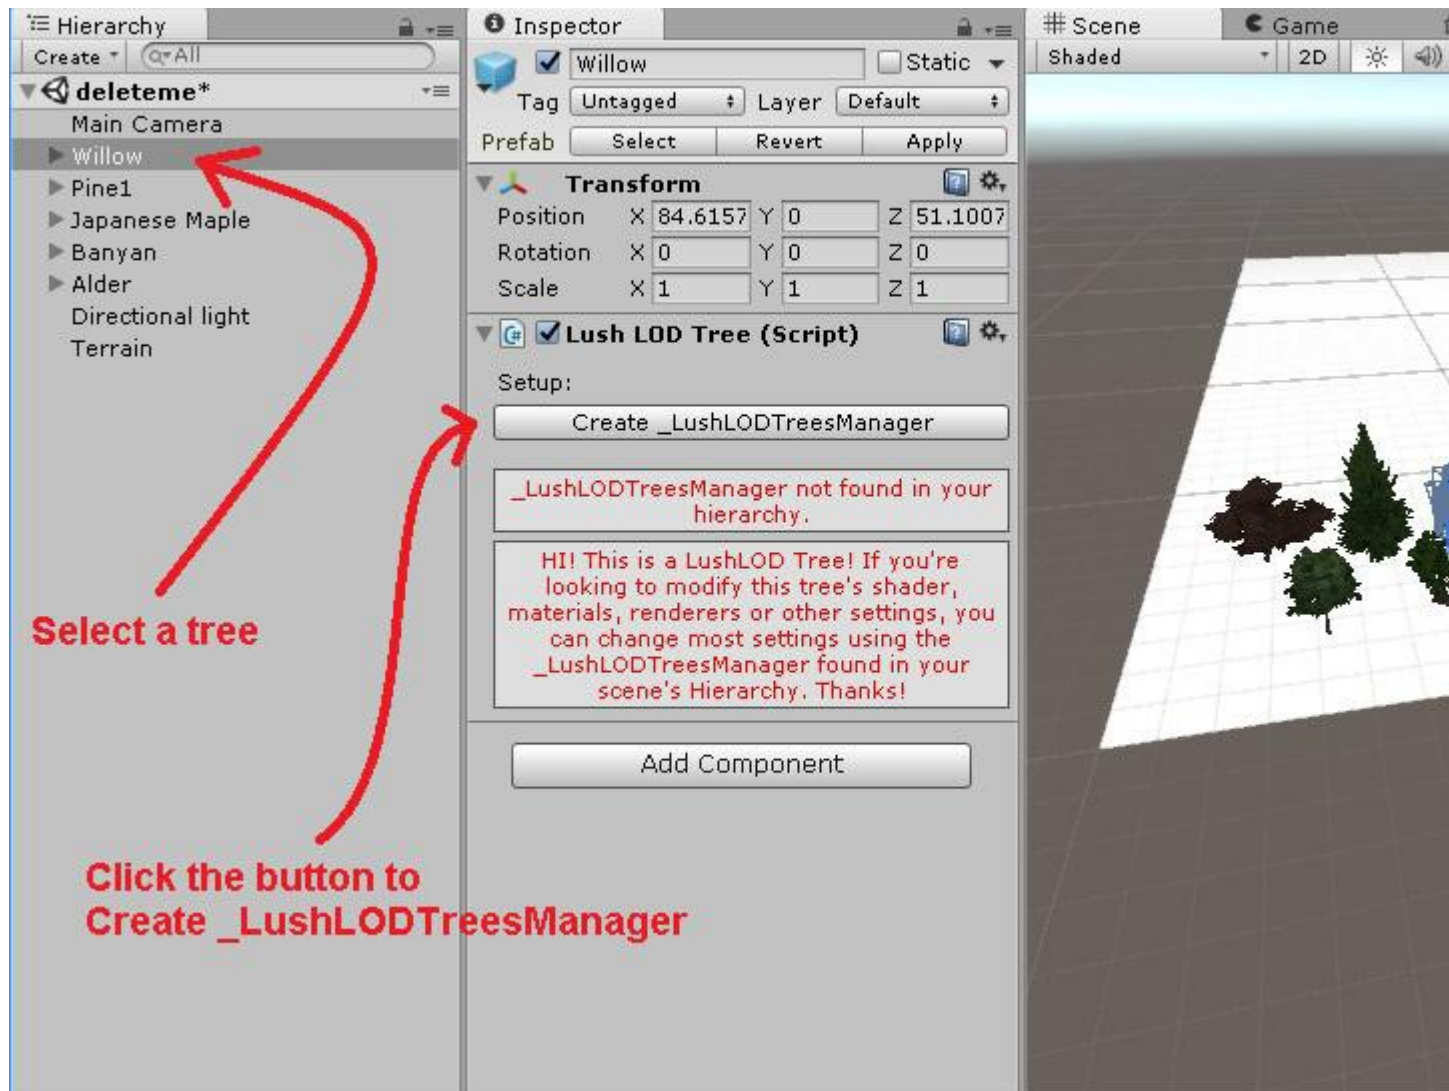 Hierarchy
Create All
deleteme*
Main Camera
Willow
Pine1
Japanese Maple
Banyan
Alder
Directional light
Terrain
Select a tree
Click the button to
Create _LushLODTreesManager
Inspector
Willow Static
Tag Untagged Layer Default
Prefab Select Revert Apply
Transform
Position X 84.6157 Y 0 Z 51.1007
Rotation X 0 Y 0 Z 0
Scale X 1 Y 1 Z 1
C# Lush LOD Tree (Script)
Setup:
Create _LushLODTreesManager
_LushLODTreesManager not found in your
hierarchy.
HI! This is a LushLOD Tree! If you're
looking to modify this tree's shader,
materials, renderers or other settings, you
can change most settings using the
_LushLODTreesManager found in your
scene's Hierarchy. Thanks!
Add Component
Scene Game
Shaded 2D